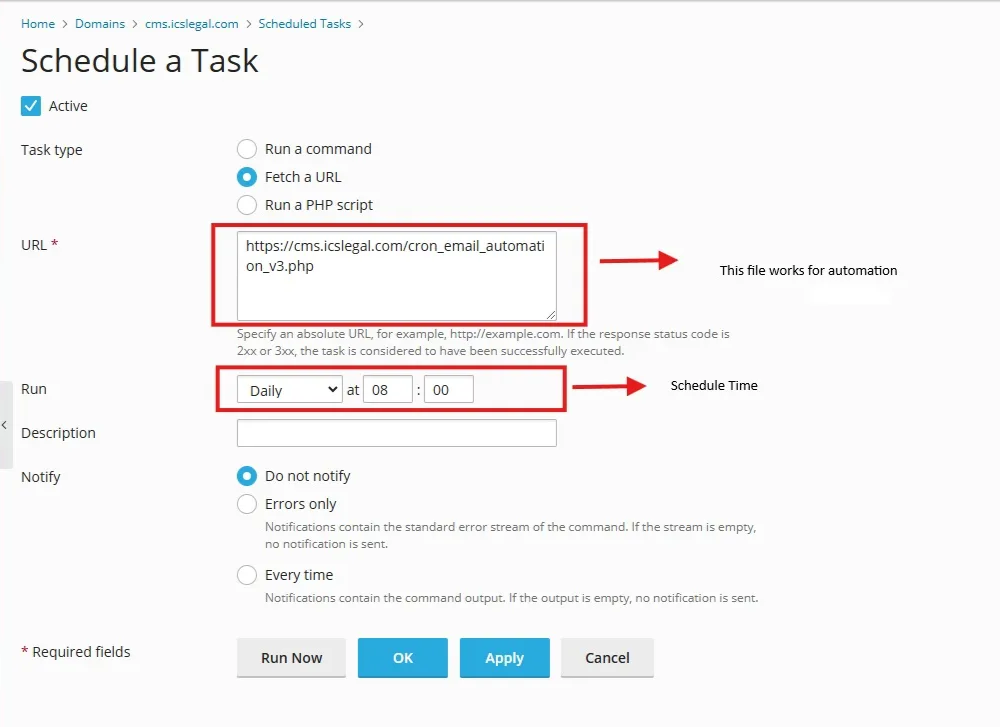 Home > Domains > cms.icslegal.com > Scheduled Tasks >
Schedule a Task
Active
Task type
Run a command
Fetch a URL
Run a PHP script
URL *
https://cms.icslegal.com/cron_email_automati
on_v3.php
This file works for automation
Specify an absolute URL, for example, http://example.com. If the response status code is
2xx or 3xx, the task is considered to have been successfully executed.
Run
Daily at 08 : 00
Schedule Time
Description
Notify
Do not notify
Errors only
Notifications contain the standard error stream of the command. If the stream is empty,
no notification is sent.
Every time
Notifications contain the command output. If the output is empty, no notification is sent.
* Required fields
Run Now
OK
Apply
Cancel